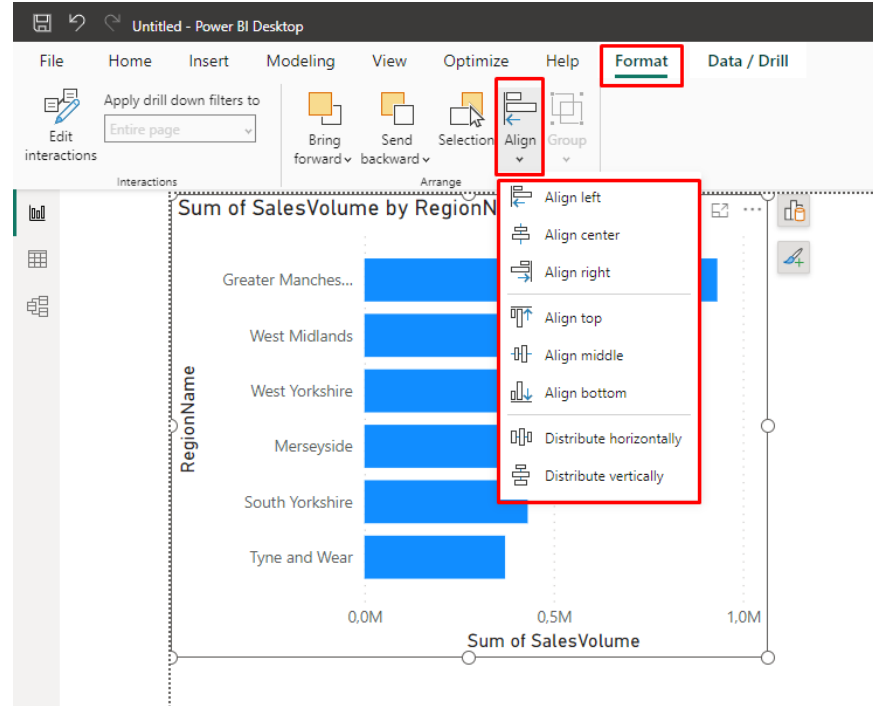 Untitled - Power BI Desktop
File Home Insert Modeling View Optimize Help Format Data / Drill
Edit
interactions
Apply drill down filters to
Entire page
Interactions
Bring
forward
Send
backward
Selection
Align
Group
Arrange
Align left
Align center
Align right
Align top
Align middle
Align bottom
Distribute horizontally
Distribute vertically
Sum of SalesVolume by RegionN
RegionName
Greater Manches...
West Midlands
West Yorkshire
Merseyside
South Yorkshire
Tyne and Wear
0,0M 0,5M 1,0M
Sum of SalesVolume